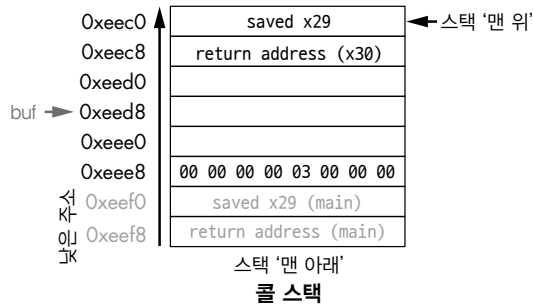 0xeec0 saved x29 스택 ‘맨 위’
0xeec8 return address (x30)
0xeed0
buf 0xeed8
0xeee0
0xeee8 00 00 00 00 03 00 00 00
0xeef0 saved x29 (main)
0xeef8 return address (main)
낮은 주소
스택 ‘맨 아래’
콜 스택